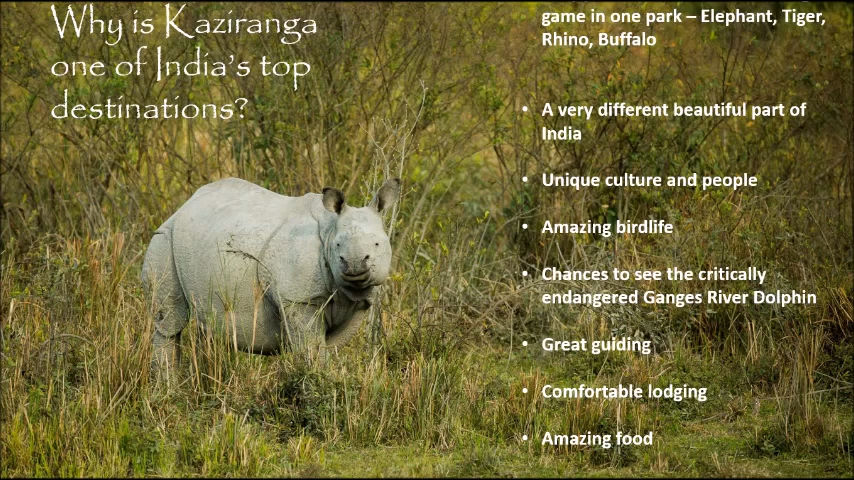 Why is Kaziranga
one of India's top
destinations?
game in one park – Elephant, Tiger,
Rhino, Buffalo
• A very different beautiful part of
India
• Unique culture and people
• Amazing birdlife
• Chances to see the critically
endangered Ganges River Dolphin
• Great guiding
• Comfortable lodging
• Amazing food